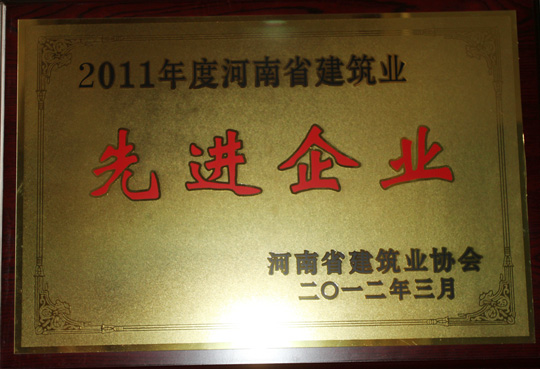 2011年度河南省建筑业
先进企业
河南省建筑业协会
二〇一二年三月